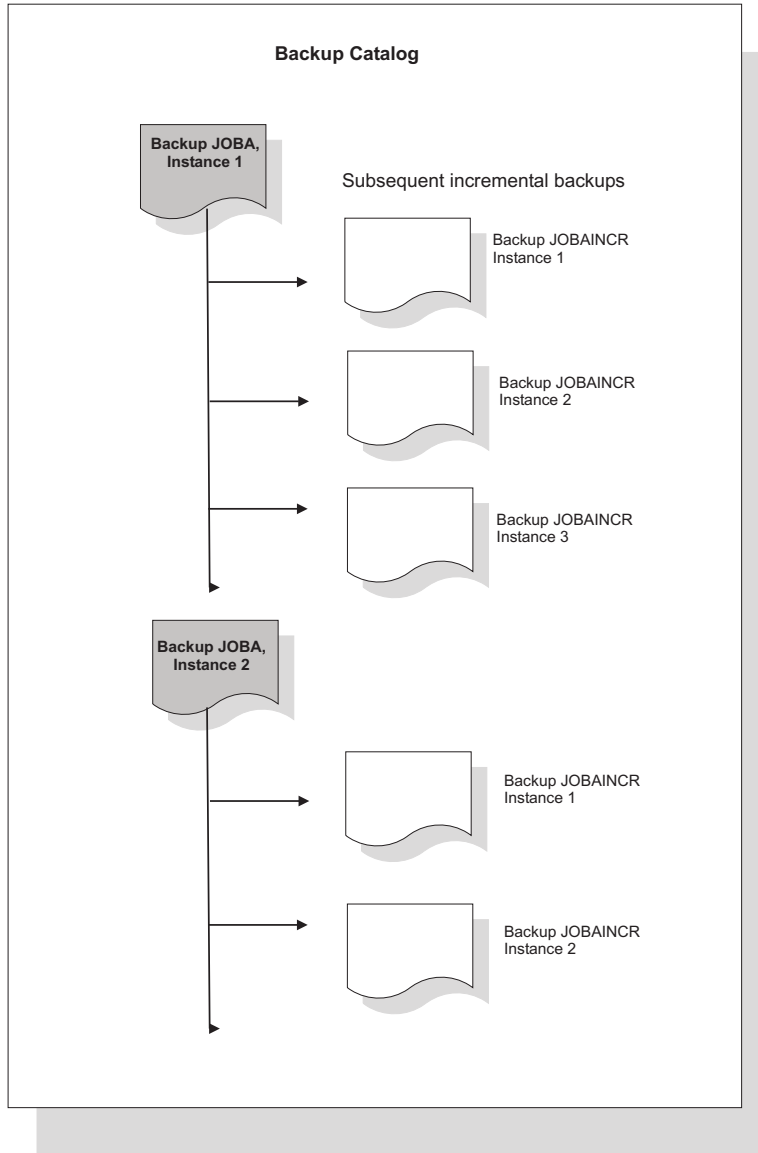 Backup Catalog
Backup JOBA,
Instance 1
Subsequent incremental backups
Backup JOBAINCR
Instance 1
Backup JOBAINCR
Instance 2
Backup JOBAINCR
Instance 3
Backup JOBA,
Instance 2
Backup JOBAINCR
Instance 1
Backup JOBAINCR
Instance 2